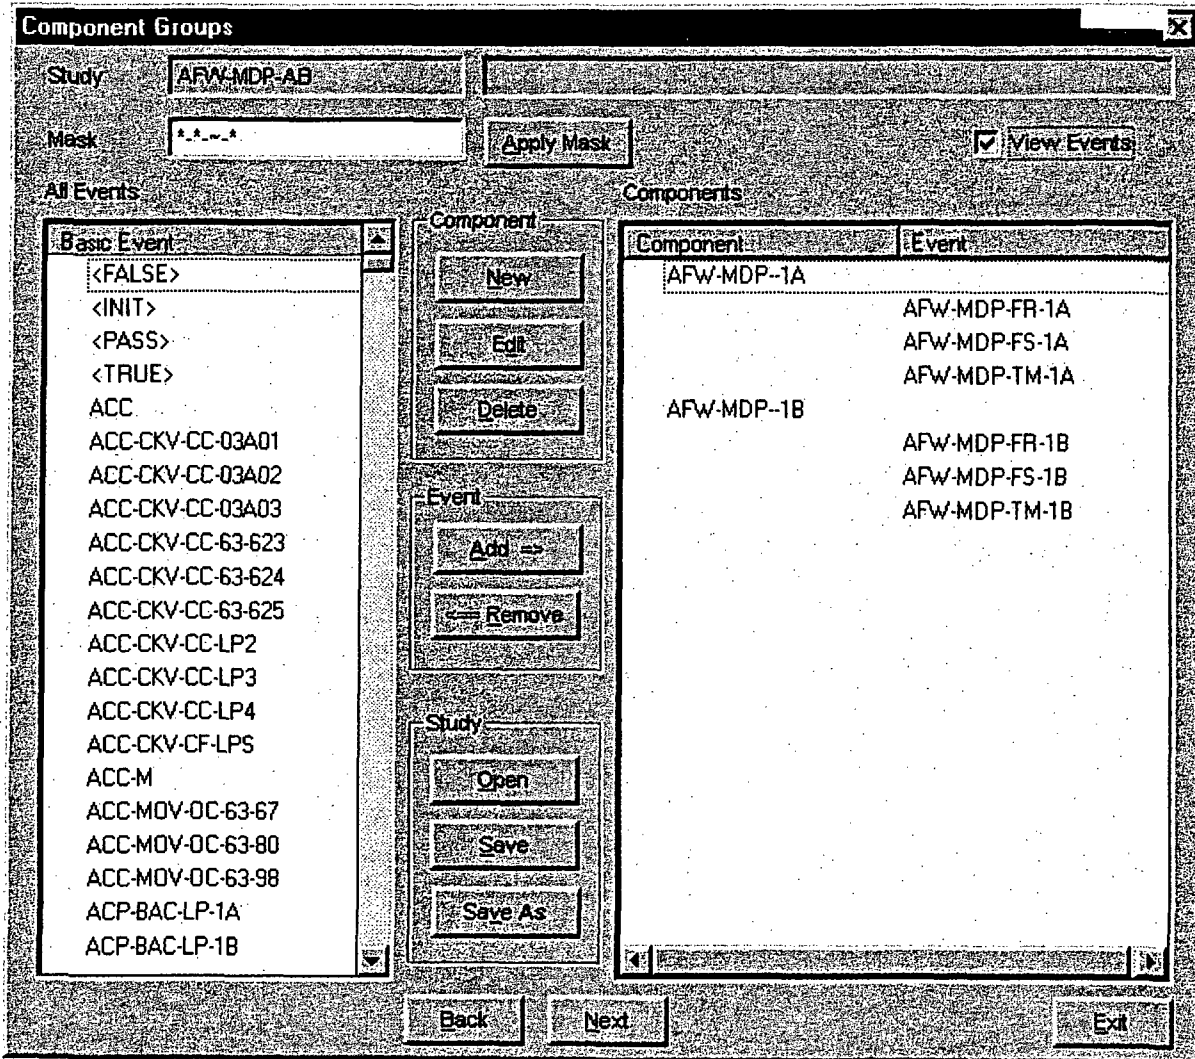 Component Groups
Study AFW-MDP-AB
Mask *-*-~-* Apply Mask View Events
All Events
Basic Event
<FALSE>
<INIT>
<PASS>
<TRUE>
ACC
ACC-CKV-CC-03A01
ACC-CKV-CC-03A02
ACC-CKV-CC-03A03
ACC-CKV-CC-63-623
ACC-CKV-CC-63-624
ACC-CKV-CC-63-625
ACC-CKV-CC-LP2
ACC-CKV-CC-LP3
ACC-CKV-CC-LP4
ACC-CKV-CF-LPS
ACC-M
ACC-MOV-OC-63-67
ACC-MOV-OC-63-80
ACC-MOV-OC-63-98
ACP-BAC-LP-1A
ACP-BAC-LP-1B
Component
New
Edit
Delete
Event
Add =>
<== Remove
Study
Open
Save
Save As
Components
Component Event
AFW-MDP--1A
AFW-MDP-FR-1A
AFW-MDP-FS-1A
AFW-MDP-TM-1A
AFW-MDP--1B
AFW-MDP-FR-1B
AFW-MDP-FS-1B
AFW-MDP-TM-1B
Back Next Exit